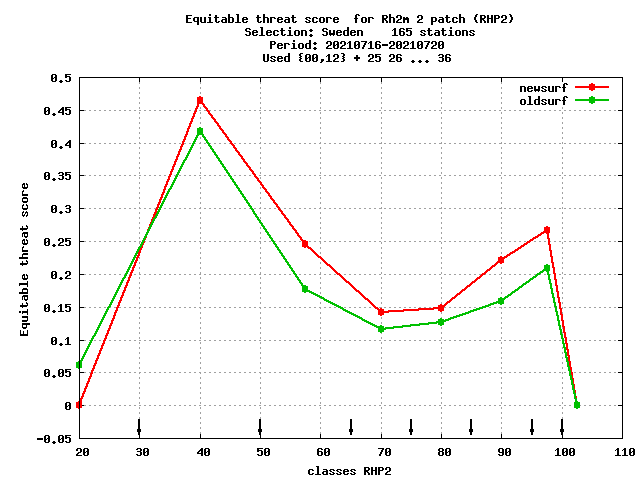 Equitable threat score  for Rh2m 2 patch (RHP2)
Selection: Sweden    165 stations
Period: 20210716-20210720
Used {00,12} + 25 26 ... 36
newsurf
oldsurf
0.5
0.45
0.4
0.35
0.3
0.25
0.2
0.15
0.1
0.05
0
-0.05
Equitable threat score
20 30 40 50 60 70 80 90 100 110
classes RHP2